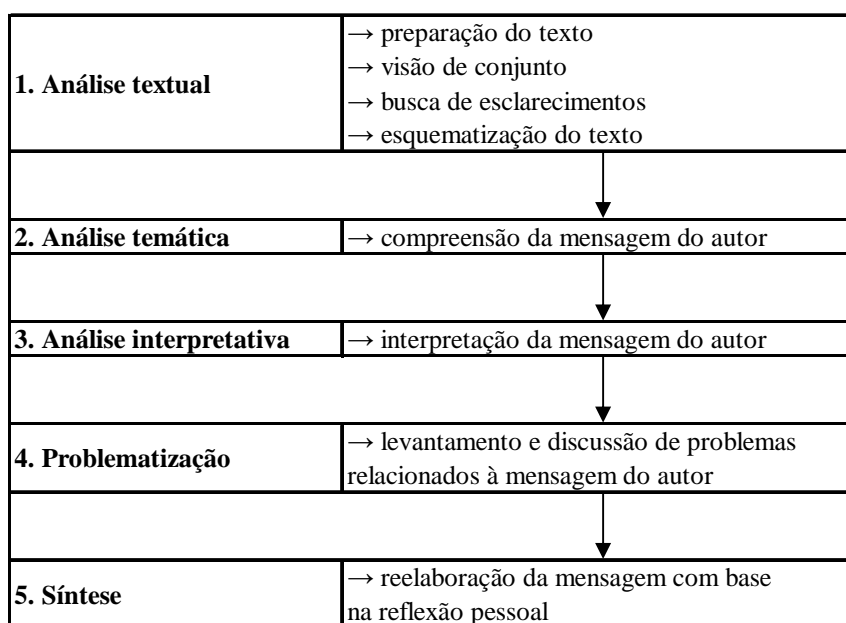 1. Análise textual
→ preparação do texto
→ visão de conjunto
→ busca de esclarecimentos
→ esquematização do texto
2. Análise temática
→ compreensão da mensagem do autor
3. Análise interpretativa
→ interpretação da mensagem do autor
4. Problematização
→ levantamento e discussão de problemas
relacionados à mensagem do autor
5. Síntese
→ reelaboração da mensagem com base
na reflexão pessoal